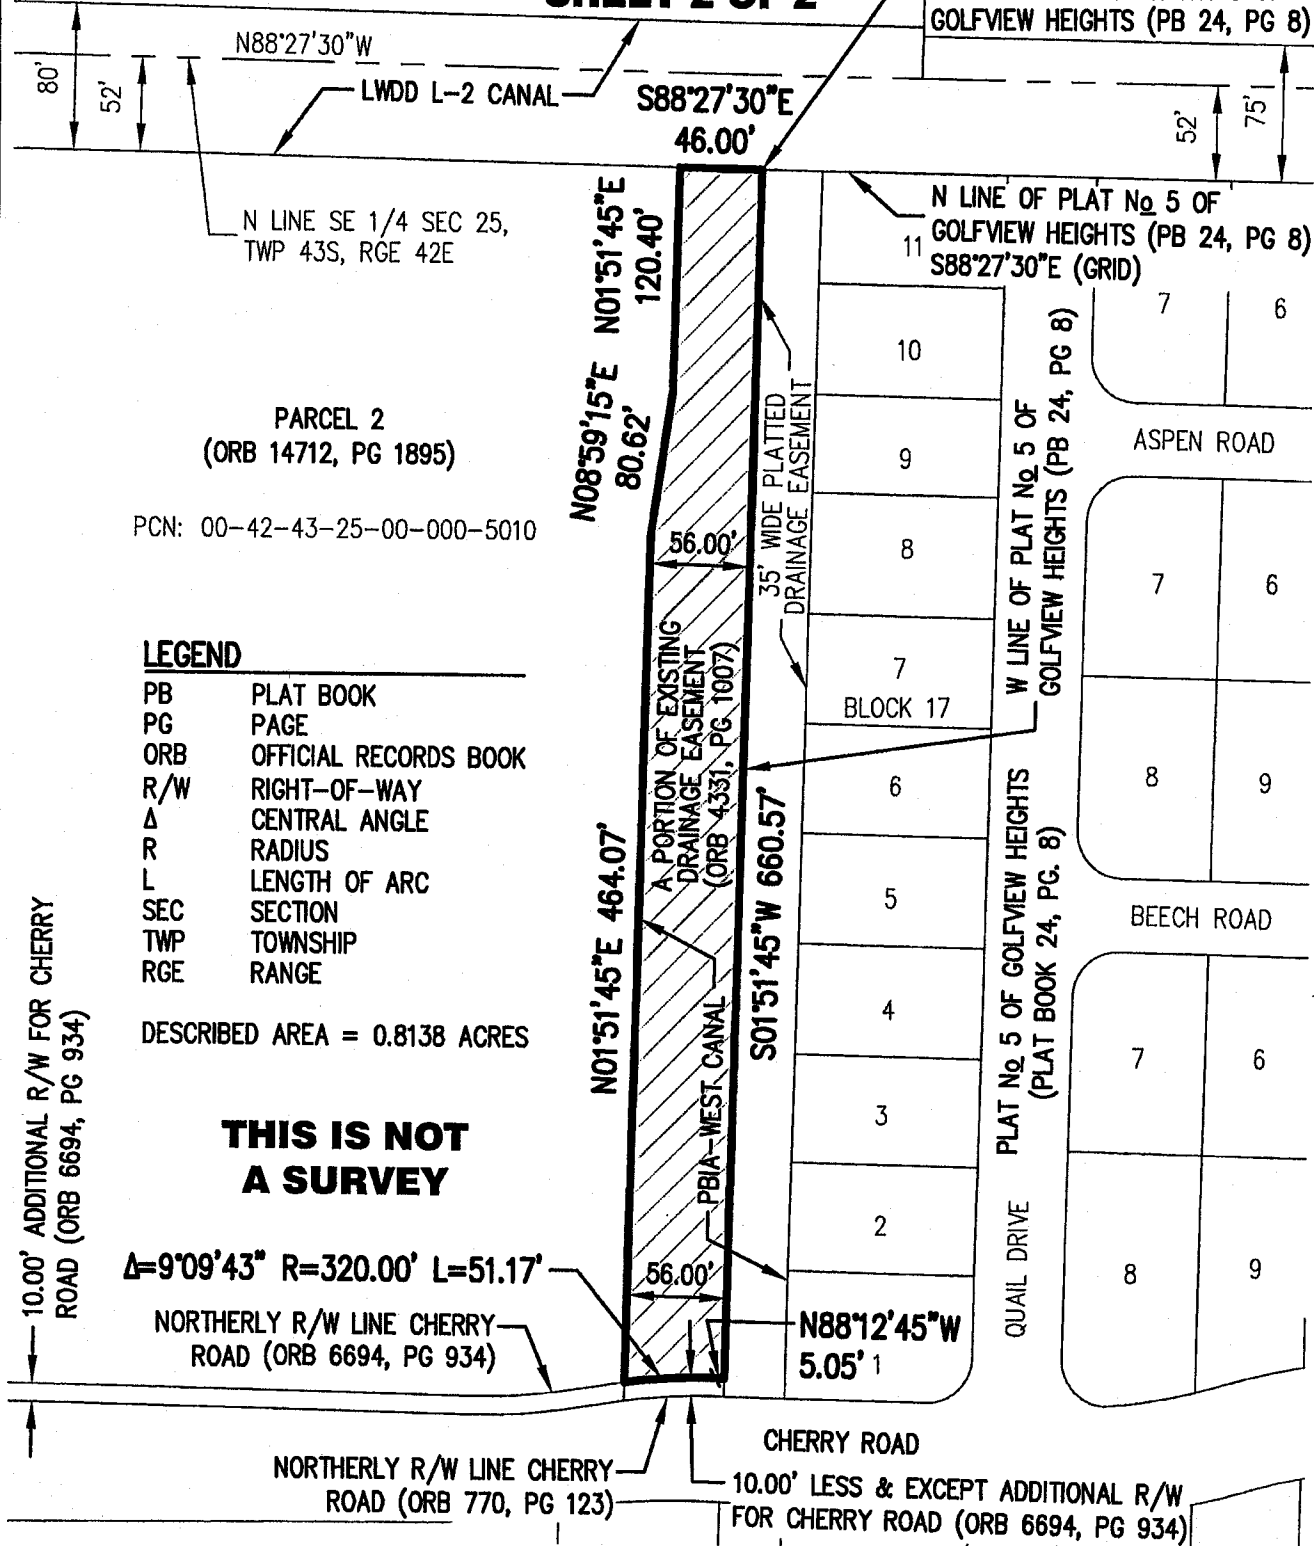 SHEET 2 OF 2
GOLFVIEW HEIGHTS (PB 24, PG 8)
N88°27'30"W
80'
52'
LWDD L-2 CANAL
S88°27'30"E
46.00'
52'
75'
N LINE SE 1/4 SEC 25,
TWP 43S, RGE 42E
N LINE OF PLAT No 5 OF
GOLFVIEW HEIGHTS (PB 24, PG 8)
S88°27'30"E (GRID)
N01°51'45"E
120.40'
N08°59'15"E
80.62'
PARCEL 2
(ORB 14712, PG 1895)
PCN: 00-42-43-25-00-000-5010
56.00'
35' WIDE PLATTED
DRAINAGE EASEMENT
11
10
9
8
7
BLOCK 17
6
5
4
3
2
1
W LINE OF PLAT No 5 OF
GOLFVIEW HEIGHTS (PB 24, PG 8)
7
6
ASPEN ROAD
7
6
8
9
BEECH ROAD
7
6
8
9
LEGEND
PB PLAT BOOK
PG PAGE
ORB OFFICIAL RECORDS BOOK
R/W RIGHT-OF-WAY
Δ CENTRAL ANGLE
R RADIUS
L LENGTH OF ARC
SEC SECTION
TWP TOWNSHIP
RGE RANGE
DESCRIBED AREA = 0.8138 ACRES
A PORTION OF EXISTING
DRAINAGE EASEMENT
(ORB 4331, PG 1007)
N01°51'45"E 464.07'
S01°51'45"W 660.57'
PBIA-WEST CANAL
PLAT No 5 OF GOLFVIEW HEIGHTS
(PLAT BOOK 24, PG. 8)
QUAIL DRIVE
10.00' ADDITIONAL R/W FOR CHERRY
ROAD (ORB 6694, PG 934)
THIS IS NOT
A SURVEY
Δ=9°09'43" R=320.00' L=51.17'
56.00'
NORTHERLY R/W LINE CHERRY
ROAD (ORB 6694, PG 934)
N88°12'45"W
5.05'
CHERRY ROAD
NORTHERLY R/W LINE CHERRY
ROAD (ORB 770, PG 123)
10.00' LESS & EXCEPT ADDITIONAL R/W
FOR CHERRY ROAD (ORB 6694, PG 934)